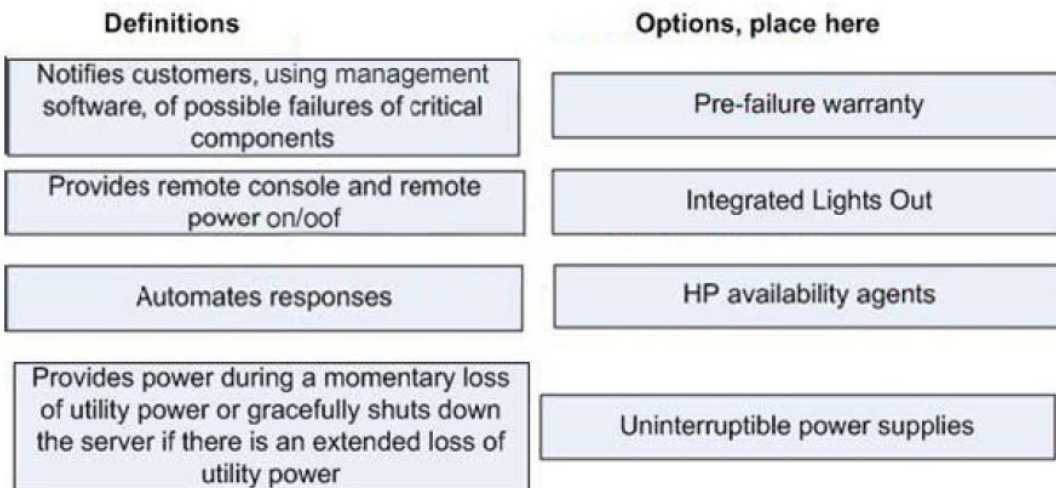 Definitions
Options, place here
Notifies customers, using management
software, of possible failures of critical
components
Pre-failure warranty
Provides remote console and remote
power on/oof
Integrated Lights Out
Automates responses
HP availability agents
Provides power during a momentary loss
of utility power or gracefully shuts down
the server if there is an extended loss of
utility power
Uninterruptible power supplies